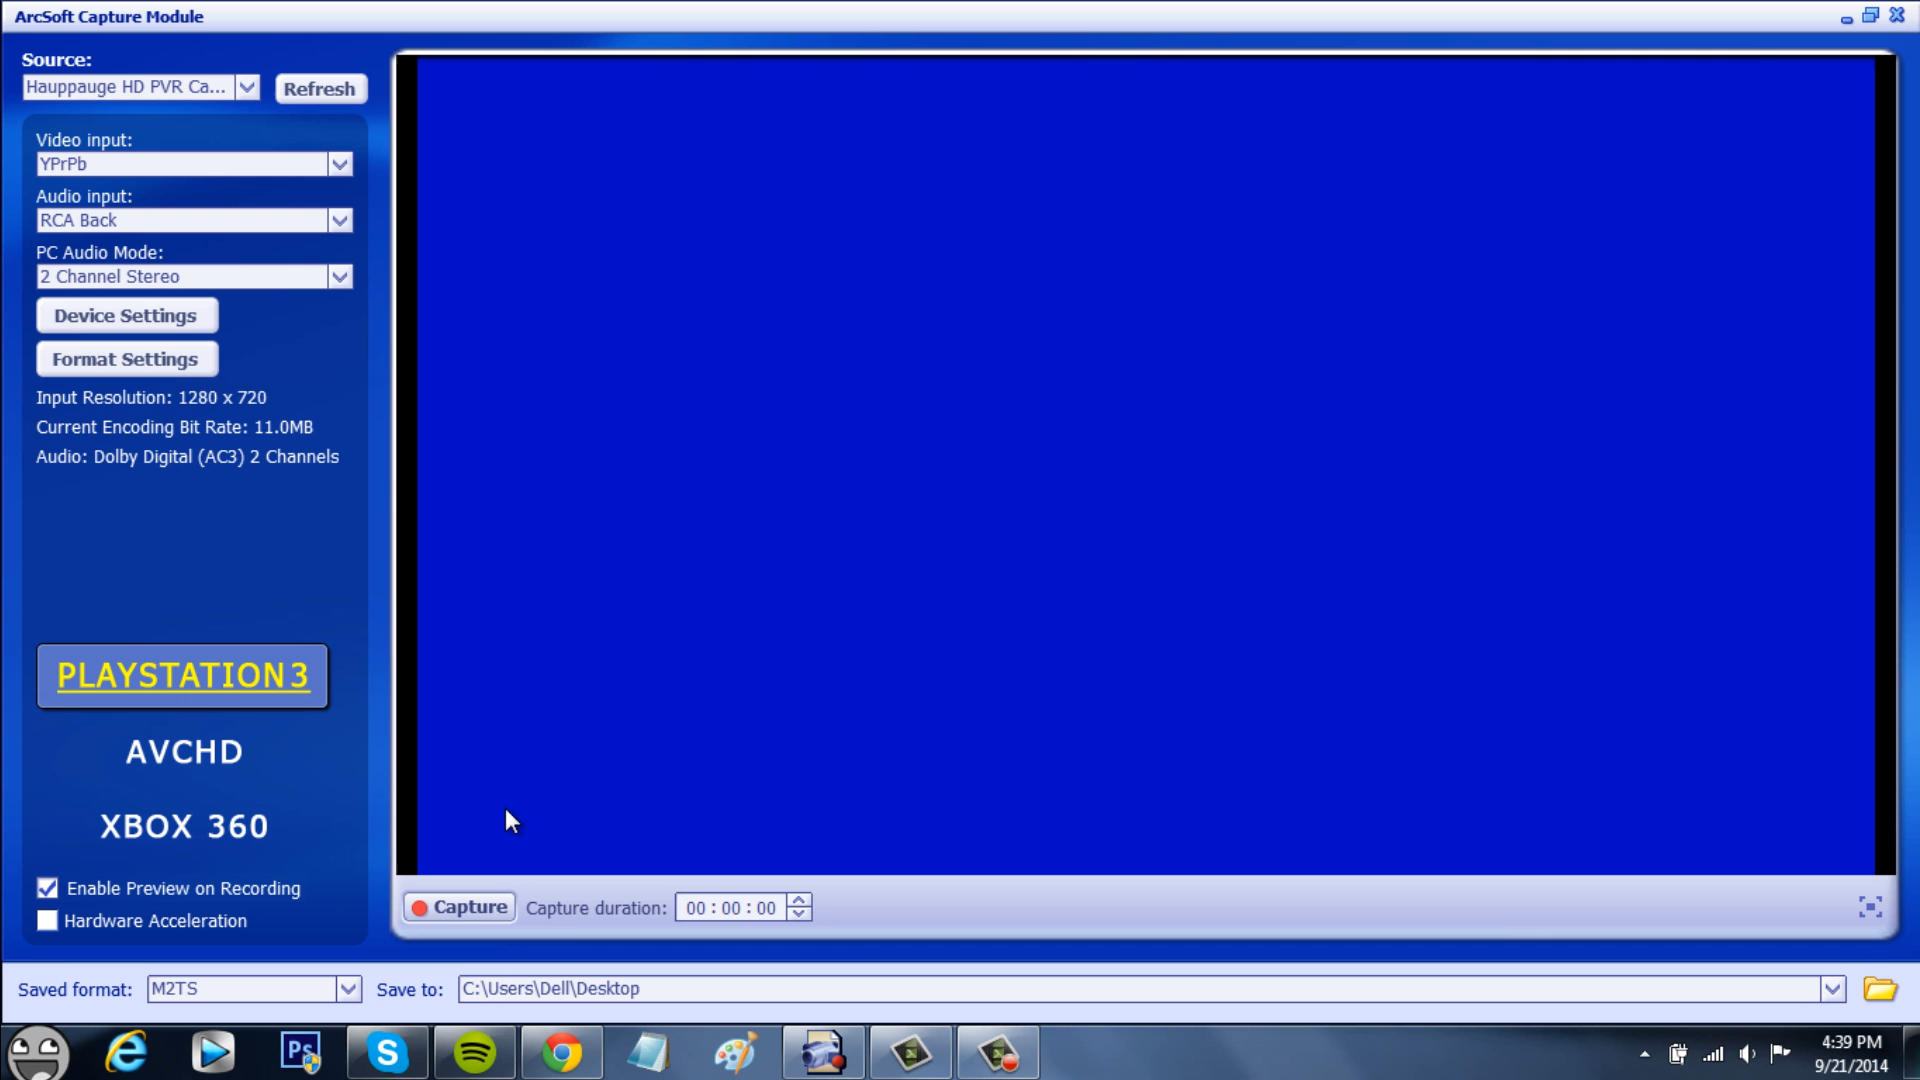 ArcSoft Capture Module
Source:
Hauppauge HD PVR Ca...
Refresh
Video input:
YPrPb
Audio input:
RCA Back
PC Audio Mode:
2 Channel Stereo
Device Settings
Format Settings
Input Resolution: 1280 x 720
Current Encoding Bit Rate: 11.0MB
Audio: Dolby Digital (AC3) 2 Channels
PLAYSTATION 3
AVCHD
XBOX 360
Enable Preview on Recording
Hardware Acceleration
Capture Capture duration: 00 : 00 : 00
Saved format: M2TS Save to: C:\Users\Dell\Desktop
Ps
4:39 PM
9/21/2014